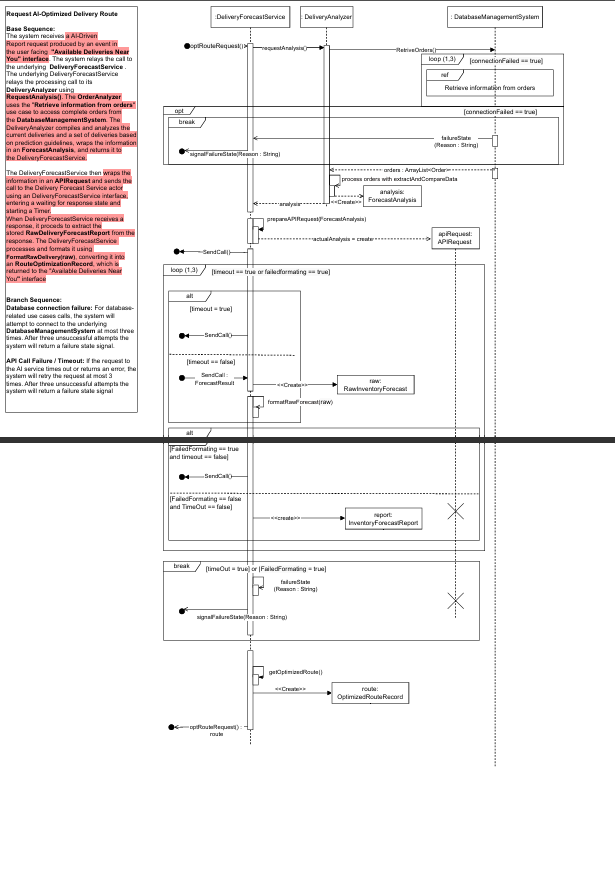 Request AI-Optimized Delivery Route
Base Sequence:
The system receives a AI-Driven
Report request produced by an event in
the user facing "Available Deliveries Near
You" interface. The system relays the call to
the underlying DeliveryForecastService .
The underlying DeliveryForecastService
relays the processing call to its
DeliveryAnalyzer using
RequestAnalysis(). The OrderAnalyzer
uses the "Retrieve information from orders"
use case to access complete orders from
the DatabaseManagementSystem. The
DeliveryAnalyzer compiles and analyzes the
current deliveries and a set of deliveries based
on prediction guidelines, wraps the information
in an ForecastAnalysis, and returns it to
the DeliveryForecastService.
The DeliveryForecastService then wraps the
information in an APIRequest and sends the
call to the Delivery Forecast Service actor
using an DeliveryForecastService interface,
entering a waiting for response state and
starting a Timer.
When DeliveryForecastService receives a
response, it proceeds to extract the
stored RawDeliveryForecastReport from the
response. The DeliveryForecastService
processes and formats it using
FormatRawDelivery(raw), converting it into
an RouteOptimizationRecord, which is
returned to the "Available Deliveries Near
You" interface
Branch Sequence:
Database connection failure: For database-
related use cases calls, the system will
attempt to connect to the underlying
DatabaseManagementSystem at most three
times. After three unsuccessful attempts the
system will return a failure state signal.
API Call Failure / Timeout: If the request to
the AI service times out or returns an error, the
system will retry the request at most 3
times. After three unsuccessful attempts the
system will return a failure state signal
:DeliveryForecastService
DeliveryAnalyzer
: DatabaseManagementSystem
optRouteRequest()
requestAnalysis()
RetriveOrders()
loop (1,3)
[connectionFailed == true]
ref
Retrieve information from orders
opt
[connectionFailed == true]
break
failureState
(Reason : String)
signalFailureState(Reason : String)
orders : ArrayList<Order>
process orders with extractAndCompareData
analysis:
ForecastAnalysis
<<Create>>
analysis
prepareAPIRequest(ForecastAnalysis)
actualAnalysis = create
apiRequest:
APIRequest
SendCall()
loop (1,3)
[timeout == true or failedformating == true]
alt
[timeout = true]
SendCall()
[timeout == false]
SendCall :
ForecastResult
<<Create>>
raw:
RawInventoryForecast
formatRawForecast(raw)
alt
[FailedFormating == true
and timeout == false]
SendCall()
[FailedFormating == false
and TimeOut == false]
<<create>>
report:
InventoryForecastReport
break
[timeOut = true] or [FailedFormating = true]
failureState
(Reason : String)
signalFailureState(Reason : String)
getOptimizedRoute()
<<Create>>
route:
OptimizedRouteRecord
optRouteRequest() :
route